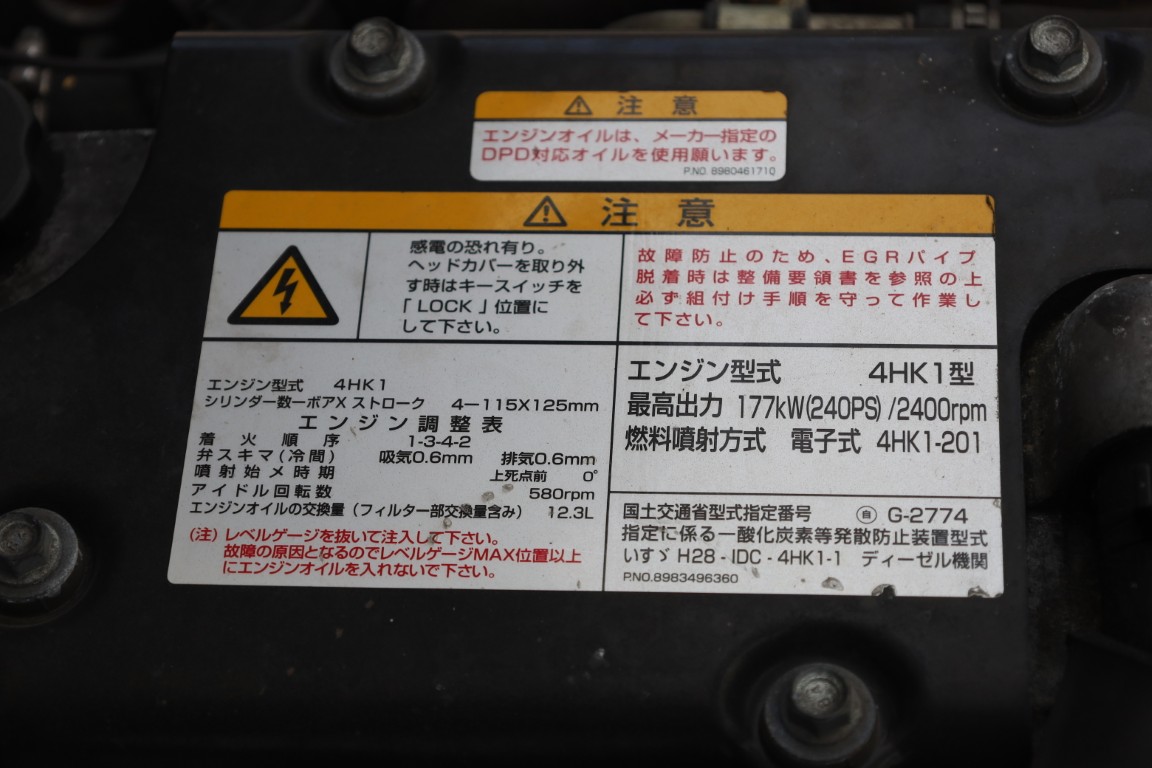 ⚠ 注意
エンジンオイルは、メーカー指定の
DPD対応オイルを使用願います。
P.NO. 8980461710
⚠ 注意
感電の恐れ有り。
ヘッドカバーを取り外
す時はキースイッチを
「LOCK」位置に
して下さい。
故障防止のため、EGRパイプ
脱着時は整備要領書を参照の上
必ず組付け手順を守って作業し
て下さい。
エンジン型式 4HK1
シリンダー数ーボアX ストローク 4－115X125mm
エンジン調整表
着火順序 1-3-4-2
弁スキマ(冷間) 吸気0.6mm 排気0.6mm
噴射始メ時期 上死点前 0°
アイドル回転数 580rpm
エンジンオイルの交換量（フィルター部交換量含み） 12.3L
(注) レベルゲージを抜いて注入して下さい。
故障の原因となるのでレベルゲージMAX位置以上
にエンジンオイルを入れないで下さい。
エンジン型式 4HK1型
最高出力 177kW(240PS) /2400rpm
燃料噴射方式 電子式 4HK1-201
国土交通省型式指定番号 自 G-2774
指定に係る一酸化炭素等発散防止装置型式
いすゞ H28 - IDC - 4HK1-1 ディーゼル機関
P.NO.8983496360